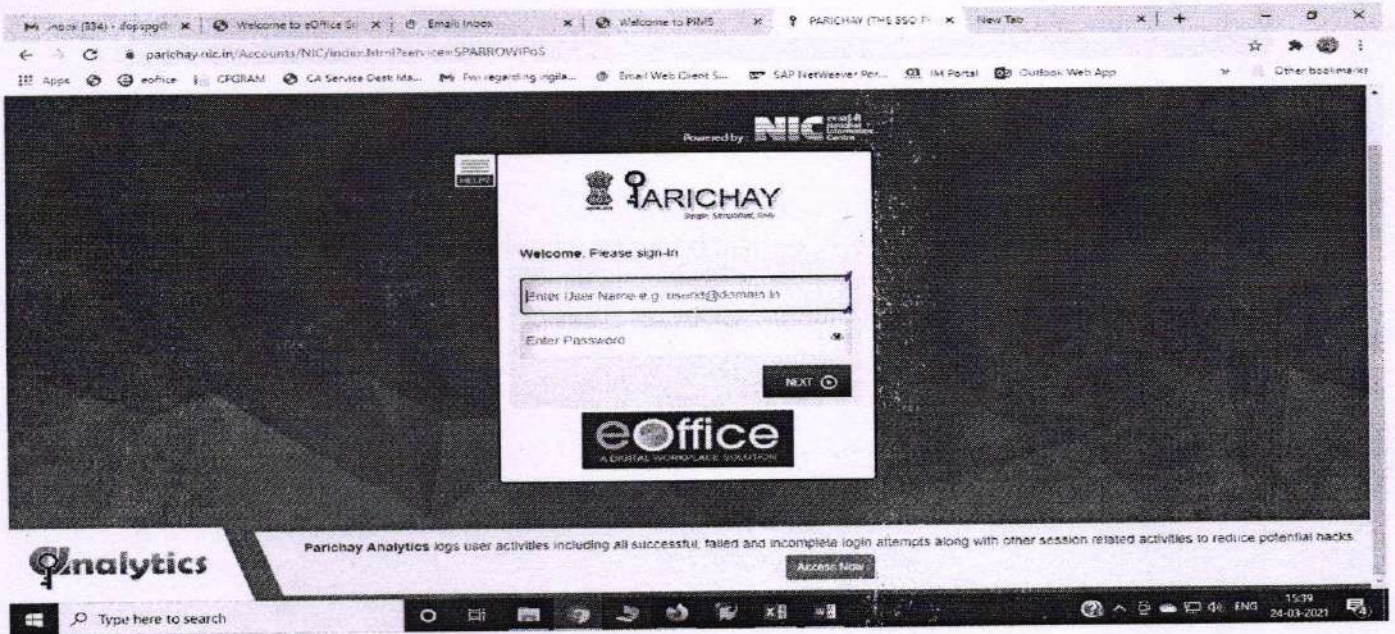 Welcome to eOffice
Email Inbox
Welcome to PIMS
PARICHAY (THE SSO
New Tab
parichay.nic.in/Accounts/NIC/index.html?service=SPARROWIPoS
Apps
eoffice
CPGRAM
CA Service Desk Ma...
Email Web Client S...
SAP NetWeaver Por...
IM Portal
Outlook Web App
Other bookmarks
Powered by
NIC
National
Informatics
Centre
HELP?
PARICHAY
Welcome, Please sign-in
Enter User Name e.g. userid@domain.in
Enter Password
NEXT
eOffice
A DIGITAL WORKPLACE SOLUTION
Analytics
Parichay Analytics logs user activities including all successful, failed and incomplete login attempts along with other session related activities to reduce potential hacks.
Access Now
Type here to search
ENG
15:39
24-03-2021